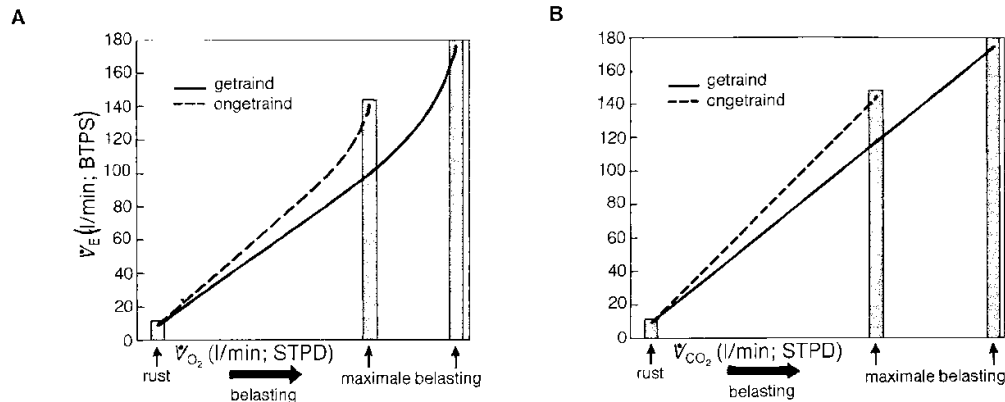 A
180
160
140
120
100
80
60
40
20
0
V̇E (l/min; BTPS)
getraind
ongetraind
V̇O₂ (l/min; STPD)
rust
belasting
maximale belasting
B
180
160
140
120
100
80
60
40
20
0
getraind
ongetraind
V̇CO₂ (l/min; STPD)
rust
belasting
maximale belasting